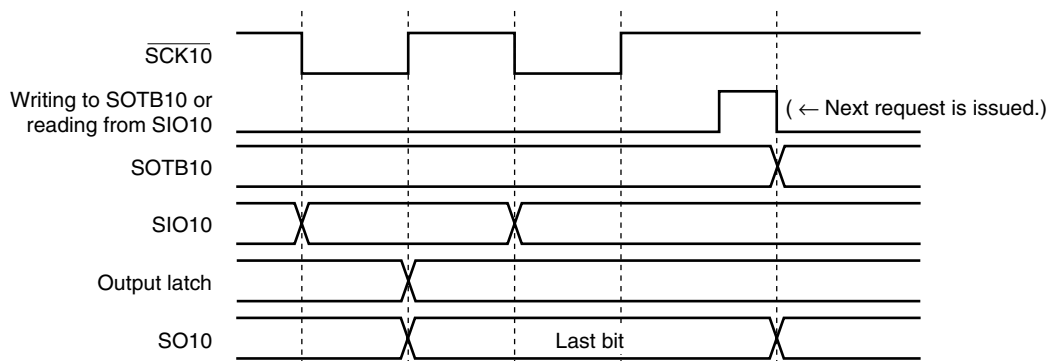 SCK10
Writing to SOTB10 or
reading from SIO10
( ← Next request is issued.)
SOTB10
SIO10
Output latch
SO10
Last bit